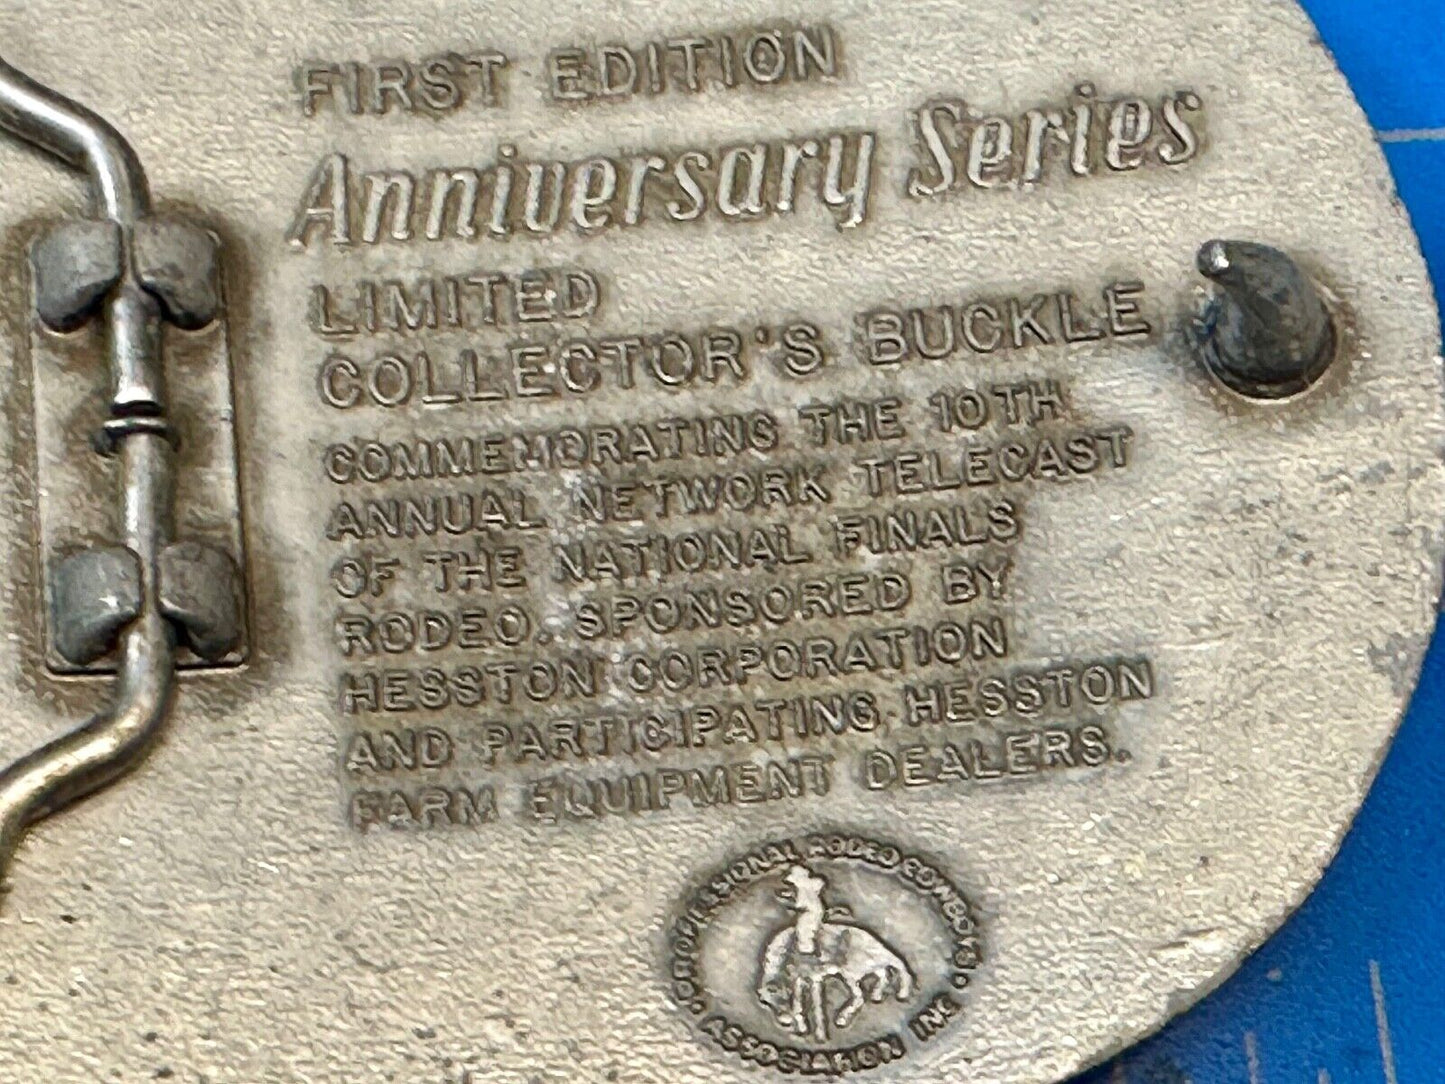 FIRST EDITION
Anniversary Series
LIMITED
COLLECTOR'S BUCKLE
COMMEMORATING THE 10TH
ANNUAL NETWORK TELECAST
OF THE NATIONAL FINALS
RODEO. SPONSORED BY
HESSTON CORPORATION
AND PARTICIPATING HESSTON
FARM EQUIPMENT DEALERS.
PROFESSIONAL RODEO COWBOYS
ASSOCIATION INC